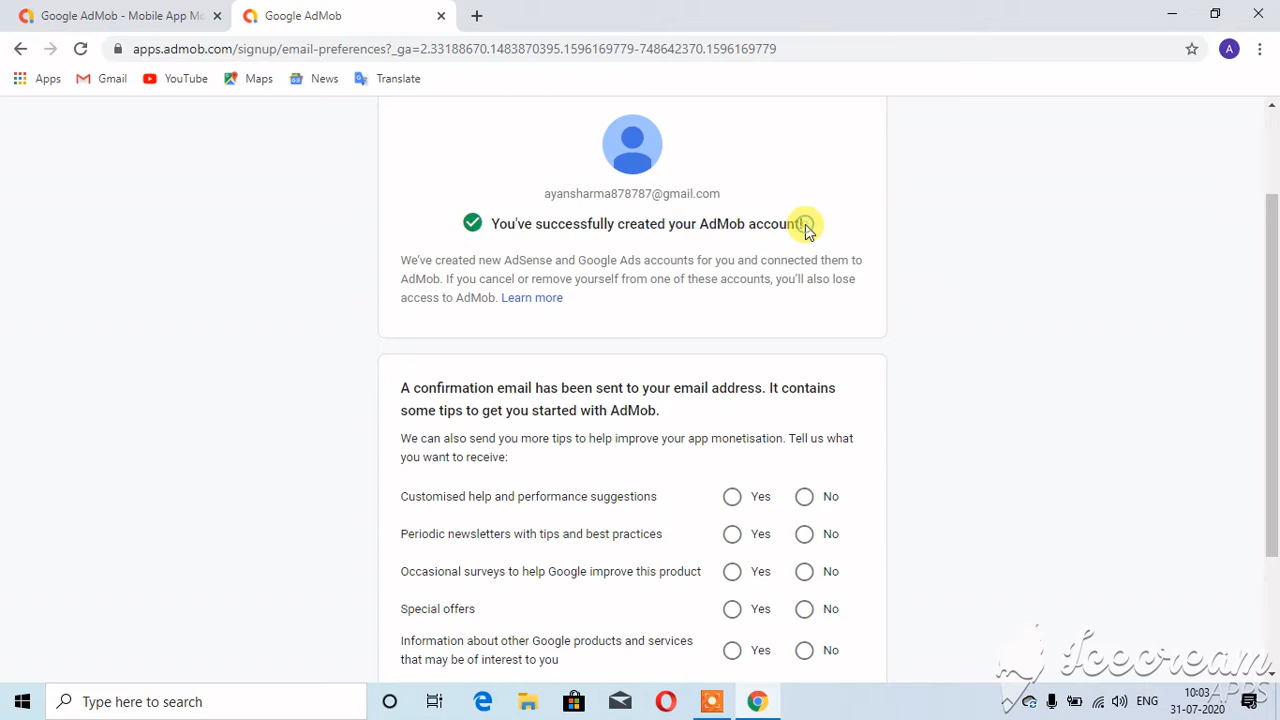 Google AdMob - Mobile App Mo
Google AdMob
apps.admob.com/signup/email-preferences?_ga=2.33188670.1483870395.1596169779-748642370.1596169779
A
Apps
Gmail
YouTube
Maps
News
Translate
ayansharma878787@gmail.com
You've successfully created your AdMob account!
We've created new AdSense and Google Ads accounts for you and connected them to
AdMob. If you cancel or remove yourself from one of these accounts, you'll also lose
access to AdMob. Learn more
A confirmation email has been sent to your email address. It contains
some tips to get you started with AdMob.
We can also send you more tips to help improve your app monetisation. Tell us what
you want to receive:
Customised help and performance suggestions Yes No
Periodic newsletters with tips and best practices Yes No
Occasional surveys to help Google improve this product Yes No
Special offers Yes No
Information about other Google products and services
that may be of interest to you Yes No
Icecream
APPS
Type here to search
ENG
10:03
31-07-2020